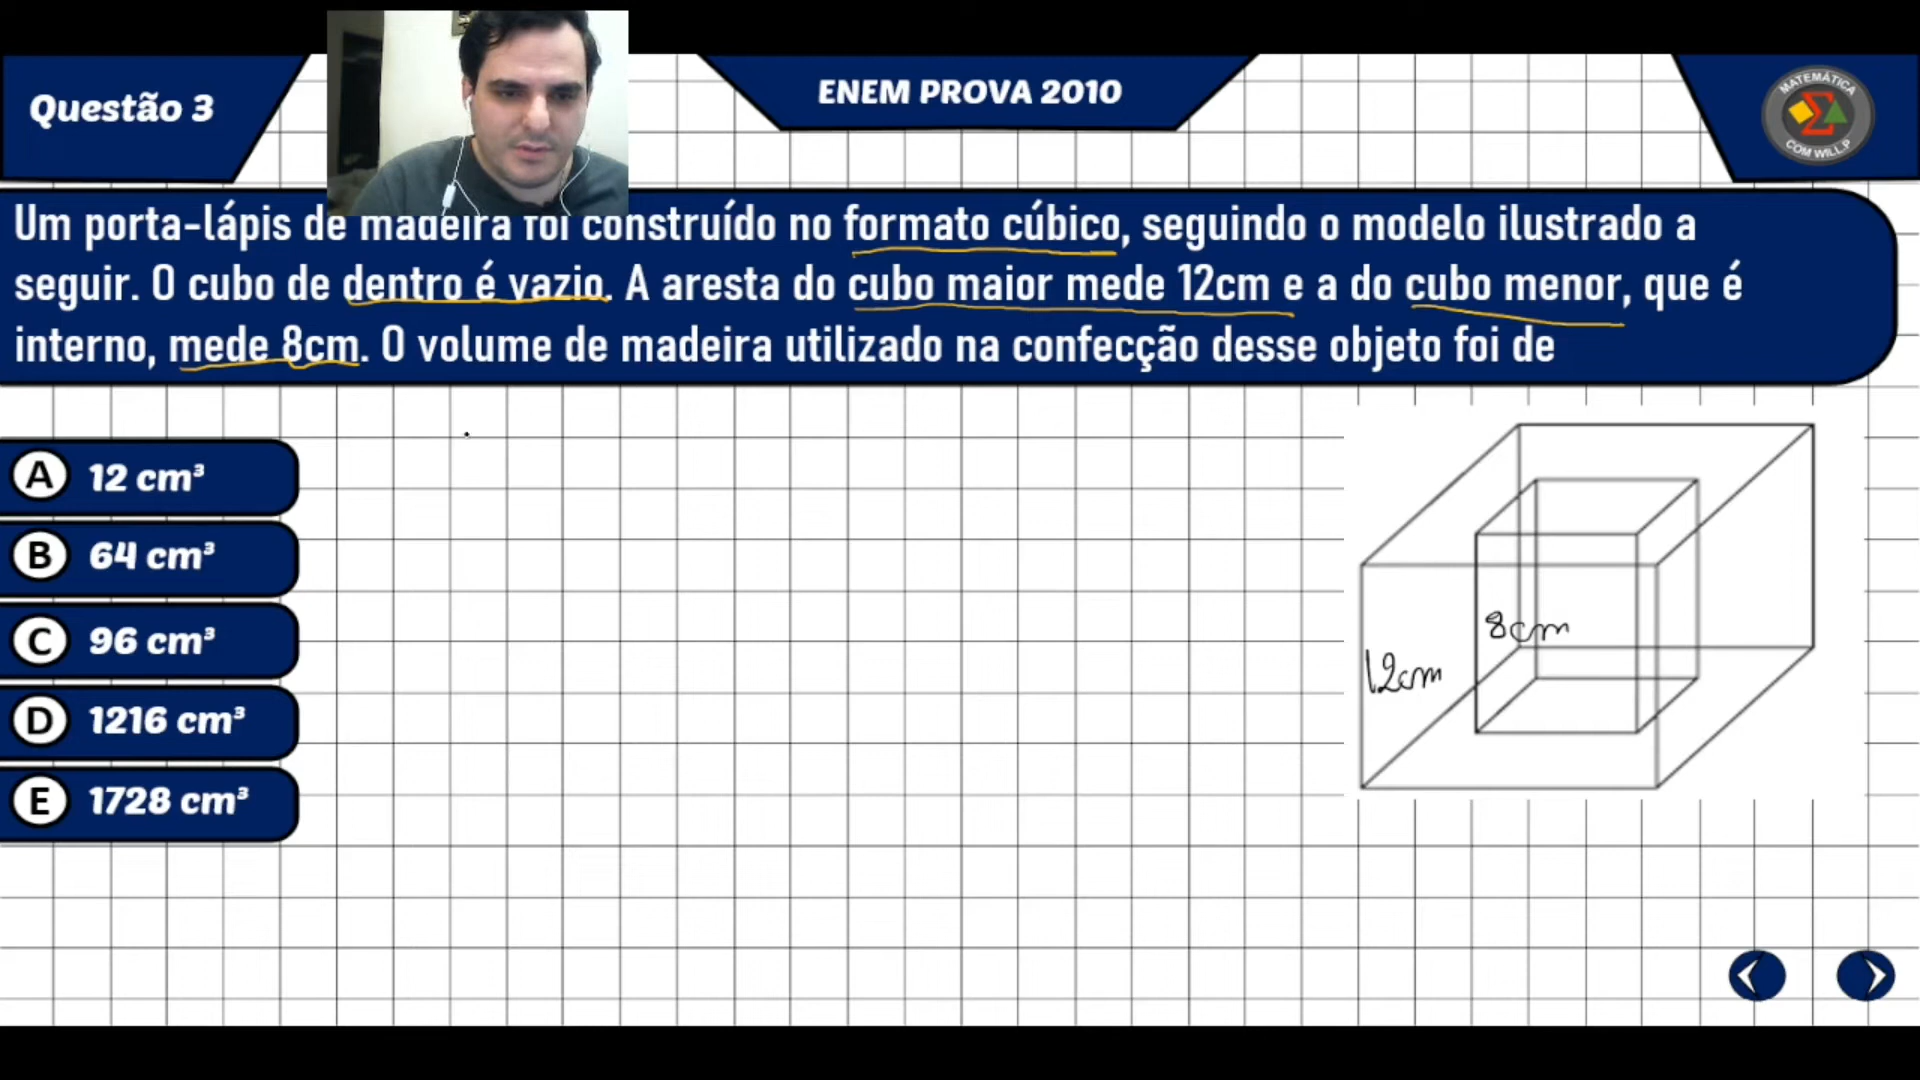 Questão 3
ENEM PROVA 2010
MATEMÁTICA
COM WILL.P
Um porta-lápis de madeira foi construído no formato cúbico, seguindo o modelo ilustrado a
seguir. O cubo de dentro é vazio. A aresta do cubo maior mede 12cm e a do cubo menor, que é
interno, mede 8cm. O volume de madeira utilizado na confecção desse objeto foi de
A 12 cm³
B 64 cm³
C 96 cm³
D 1216 cm³
E 1728 cm³
8cm
12cm